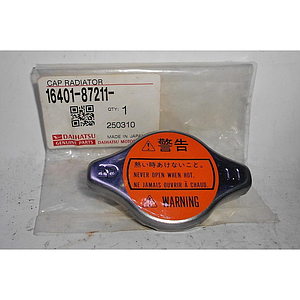 CAP RADIATOR
16401-87211-
QTY. 1
250310
MADE IN JAPAN
DAIHATSU
GENUINE PARTS
DAIHATSU MOTOR
警告
熱い時あけないこと。
NEVER OPEN WHEN HOT.
NE JAMAIS OUVRIR À CHAUD.
WARNING
1.1